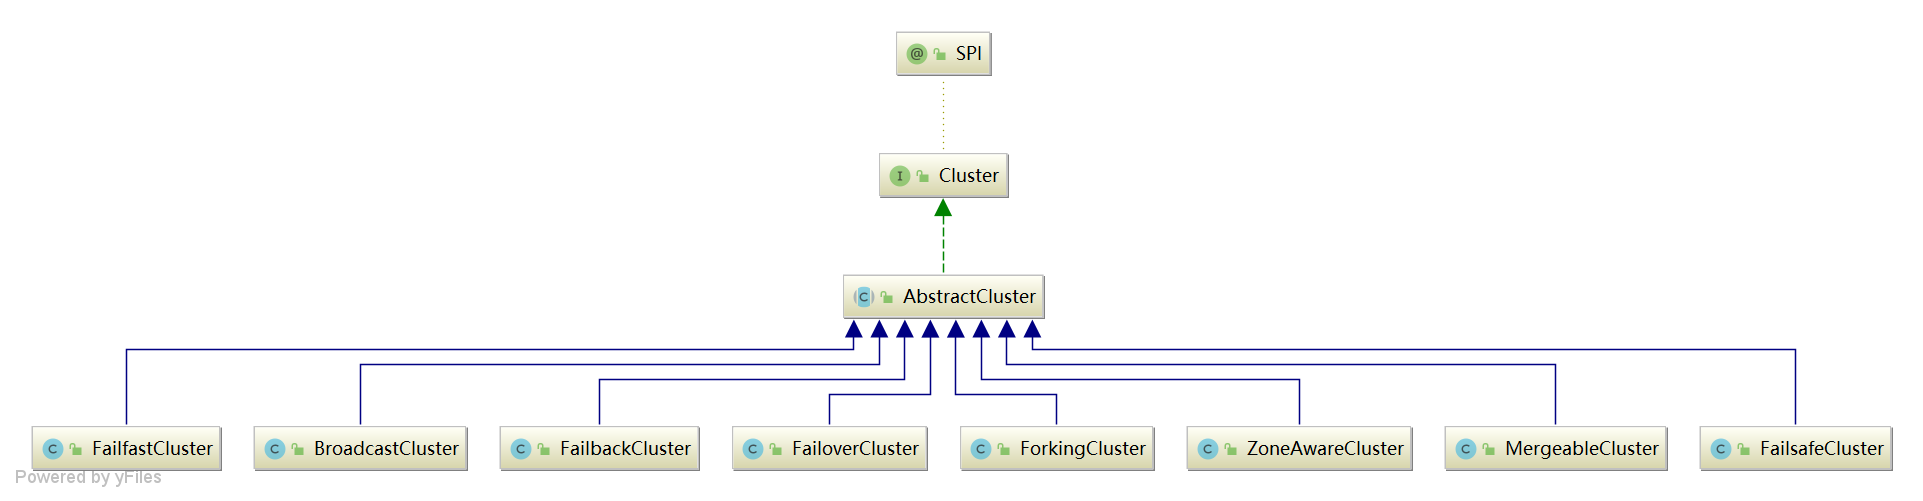 @ SPI
I Cluster
C AbstractCluster
C FailfastCluster
C BroadcastCluster
C FailbackCluster
C FailoverCluster
C ForkingCluster
C ZoneAwareCluster
C MergeableCluster
C FailsafeCluster
Powered by yFiles